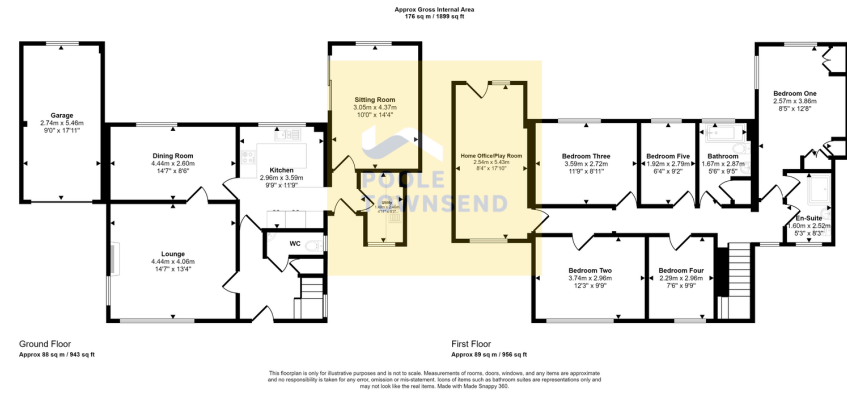 Approx Gross Internal Area
176 sq m / 1899 sq ft
Garage
2.74m x 5.46m
9'0" x 17'11"
Dining Room
4.44m x 2.60m
14'7" x 8'6"
Kitchen
2.96m x 3.59m
9'9" x 11'9"
Sitting Room
3.05m x 4.37m
10'0" x 14'4"
Lounge
4.44m x 4.06m
14'7" x 13'4"
WC
POOLE
TOWNSEND
Home Office/Play Room
2.54m x 5.43m
8'4" x 17'10"
Bedroom Three
3.59m x 2.72m
11'9" x 8'11"
Bedroom Five
1.92m x 2.79m
6'4" x 9'2"
Bathroom
1.67m x 2.87m
5'6" x 9'5"
Bedroom One
2.57m x 3.86m
8'5" x 12'8"
En-Suite
1.60m x 2.52m
5'3" x 8'3"
Bedroom Two
3.74m x 2.96m
12'3" x 9'9"
Bedroom Four
2.29m x 2.96m
7'6" x 9'9"
Ground Floor
Approx 88 sq m / 943 sq ft
First Floor
Approx 89 sq m / 956 sq ft
This floorplan is only for illustrative purposes and is not to scale. Measurements of rooms, doors, windows, and any items are approximate
and no responsibility is taken for any error, omission or mis-statement. Icons of items such as bathroom suites are representations only and
may not look like the real items. Made with Made Snappy 360.